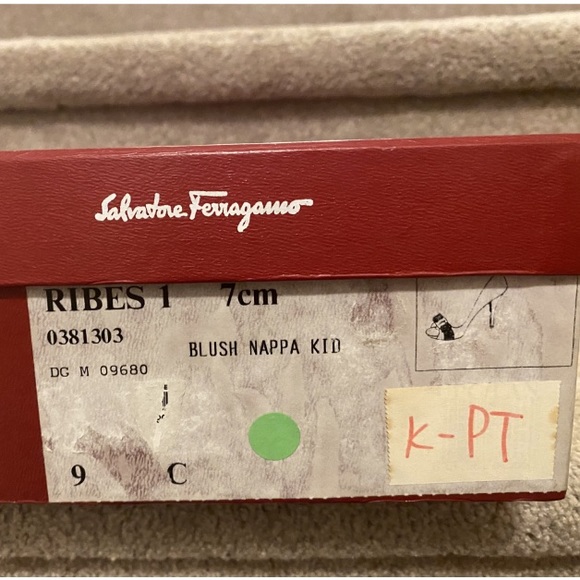 Salvatore Ferragamo
RIBES 1 7cm
0381303
BLUSH NAPPA KID
DG M 09680
K-PT
9 C